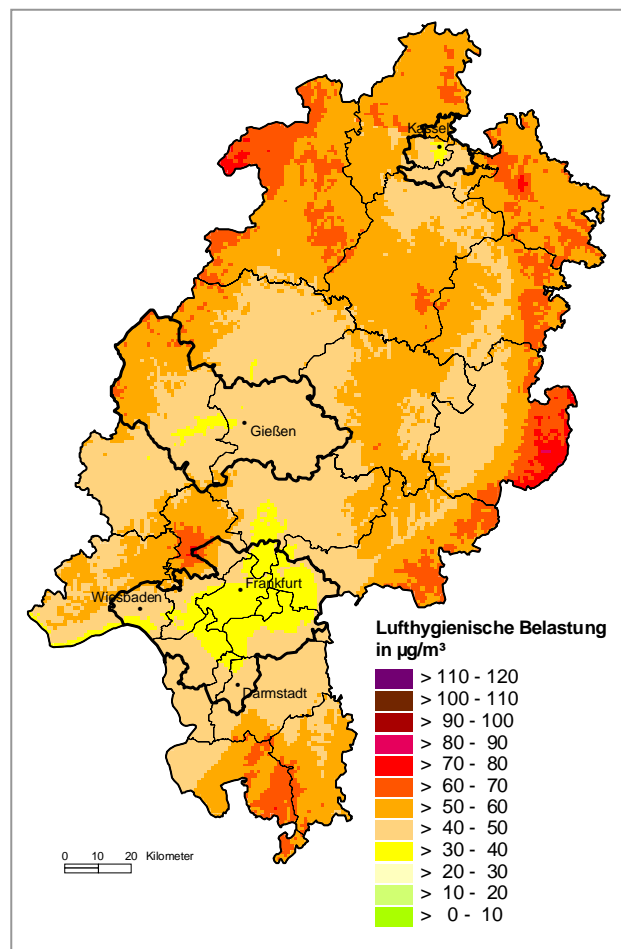 Kassel
Gießen
Frankfurt
Wiesbaden
Darmstadt
Lufthygienische Belastung
in µg/m³
> 110 - 120
> 100 - 110
> 90 - 100
> 80 - 90
> 70 - 80
> 60 - 70
> 50 - 60
> 40 - 50
> 30 - 40
> 20 - 30
> 10 - 20
> 0 - 10
0 10 20 Kilometer